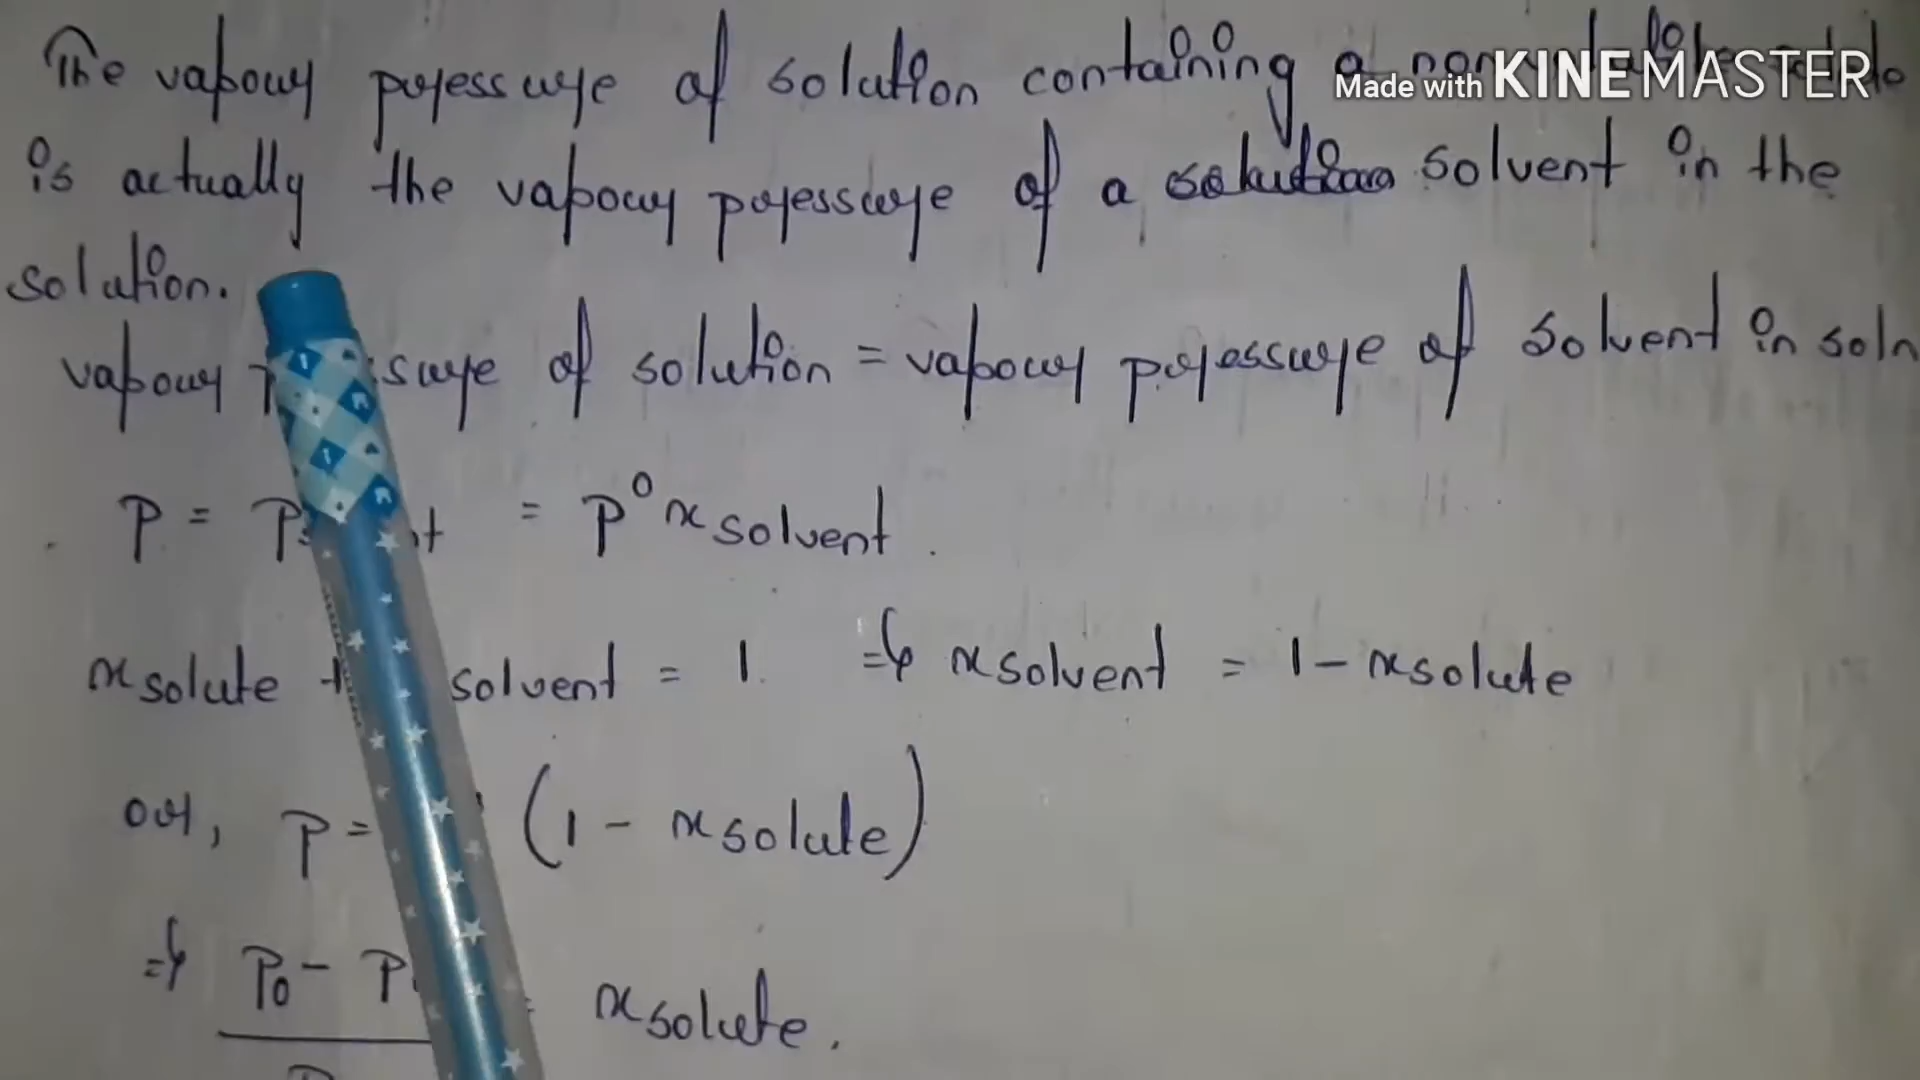 The vapour pressure of solution containing a
Made with KINEMASTER
is actually the vapour pressure of a solution solvent in the
solution.
vapour of solution = vapour pressure of solvent in soln
P = = P⁰ x solvent.
x solute + solvent = 1. ⇒ x solvent = 1 - x solute
or, P = (1 - x solute)
⇒ P₀ - P = x solute.